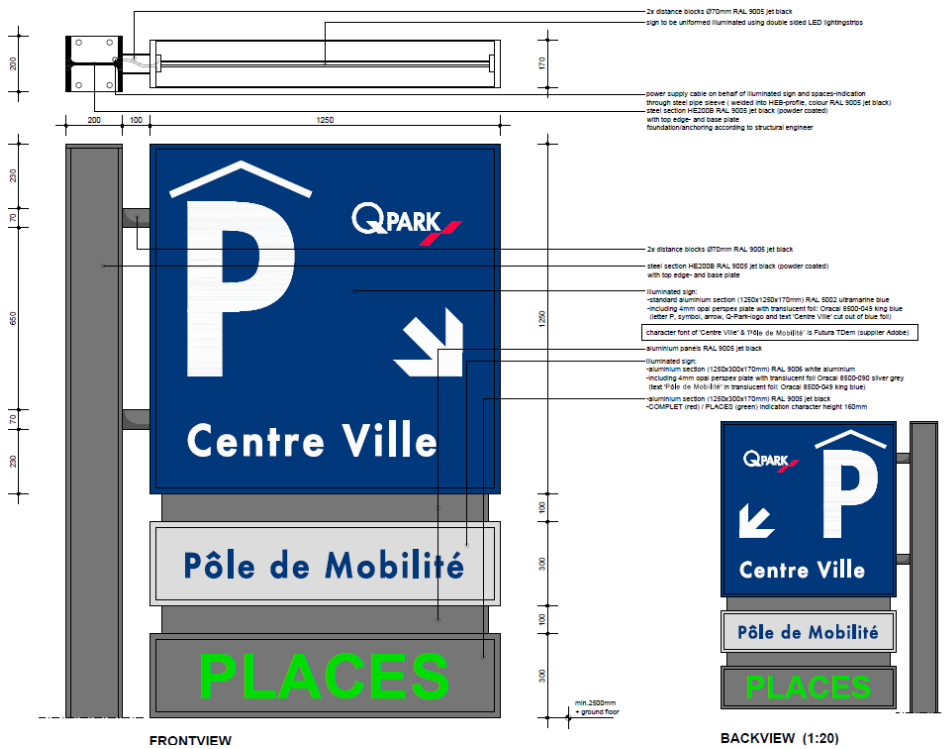 2x distance blocks Ø70mm RAL 9005 jet black
sign to be uniformed illuminated using double sided LED lightingstrips
200
170
power supply cable on behalf of illuminated sign and spaces-indication
through steel pipe sleeve ( welded into HEB-profile, colour RAL 9005 jet black)
steel section HE200B RAL 9005 jet black (powder coated)
with top edge- and base plate
foundation/anchoring according to structural engineer
200
100
1250
230
70
650
70
230
QPARK
P
Centre Ville
Pôle de Mobilité
PLACES
1250
100
300
100
300
min.2500mm
+ ground floor
2x distance blocks Ø70mm RAL 9005 jet black
steel section HE200B RAL 9005 jet black (powder coated)
with top edge- and base plate
Illuminated sign:
-standard aluminium section (1250x1250x170mm) RAL 5002 ultramarine blue
-including 4mm opal perspex plate with translucent foil: Oracal 8500-049 king blue
(letter P, symbol, arrow, Q-Park-logo and text 'Centre Ville' cut out of blue foil)
character font of 'Centre Ville' & 'Pôle de Mobilité' is Futura TDem (supplier Adobe)
aluminium panels RAL 9005 jet black
Illuminated sign:
-aluminium section (1250x300x170mm) RAL 9006 white aluminium
-including 4mm opal perspex plate with translucent foil Oracal 8500-090 silver grey
(text 'Pôle de Mobilité' in translucent foil: Oracal 8500-049 king blue)
-aluminium section (1250x300x170mm) RAL 9005 jet black
-COMPLET (red) / PLACES (green) indication character height 160mm
QPARK
P
Centre Ville
Pôle de Mobilité
PLACES
FRONTVIEW
BACKVIEW (1:20)